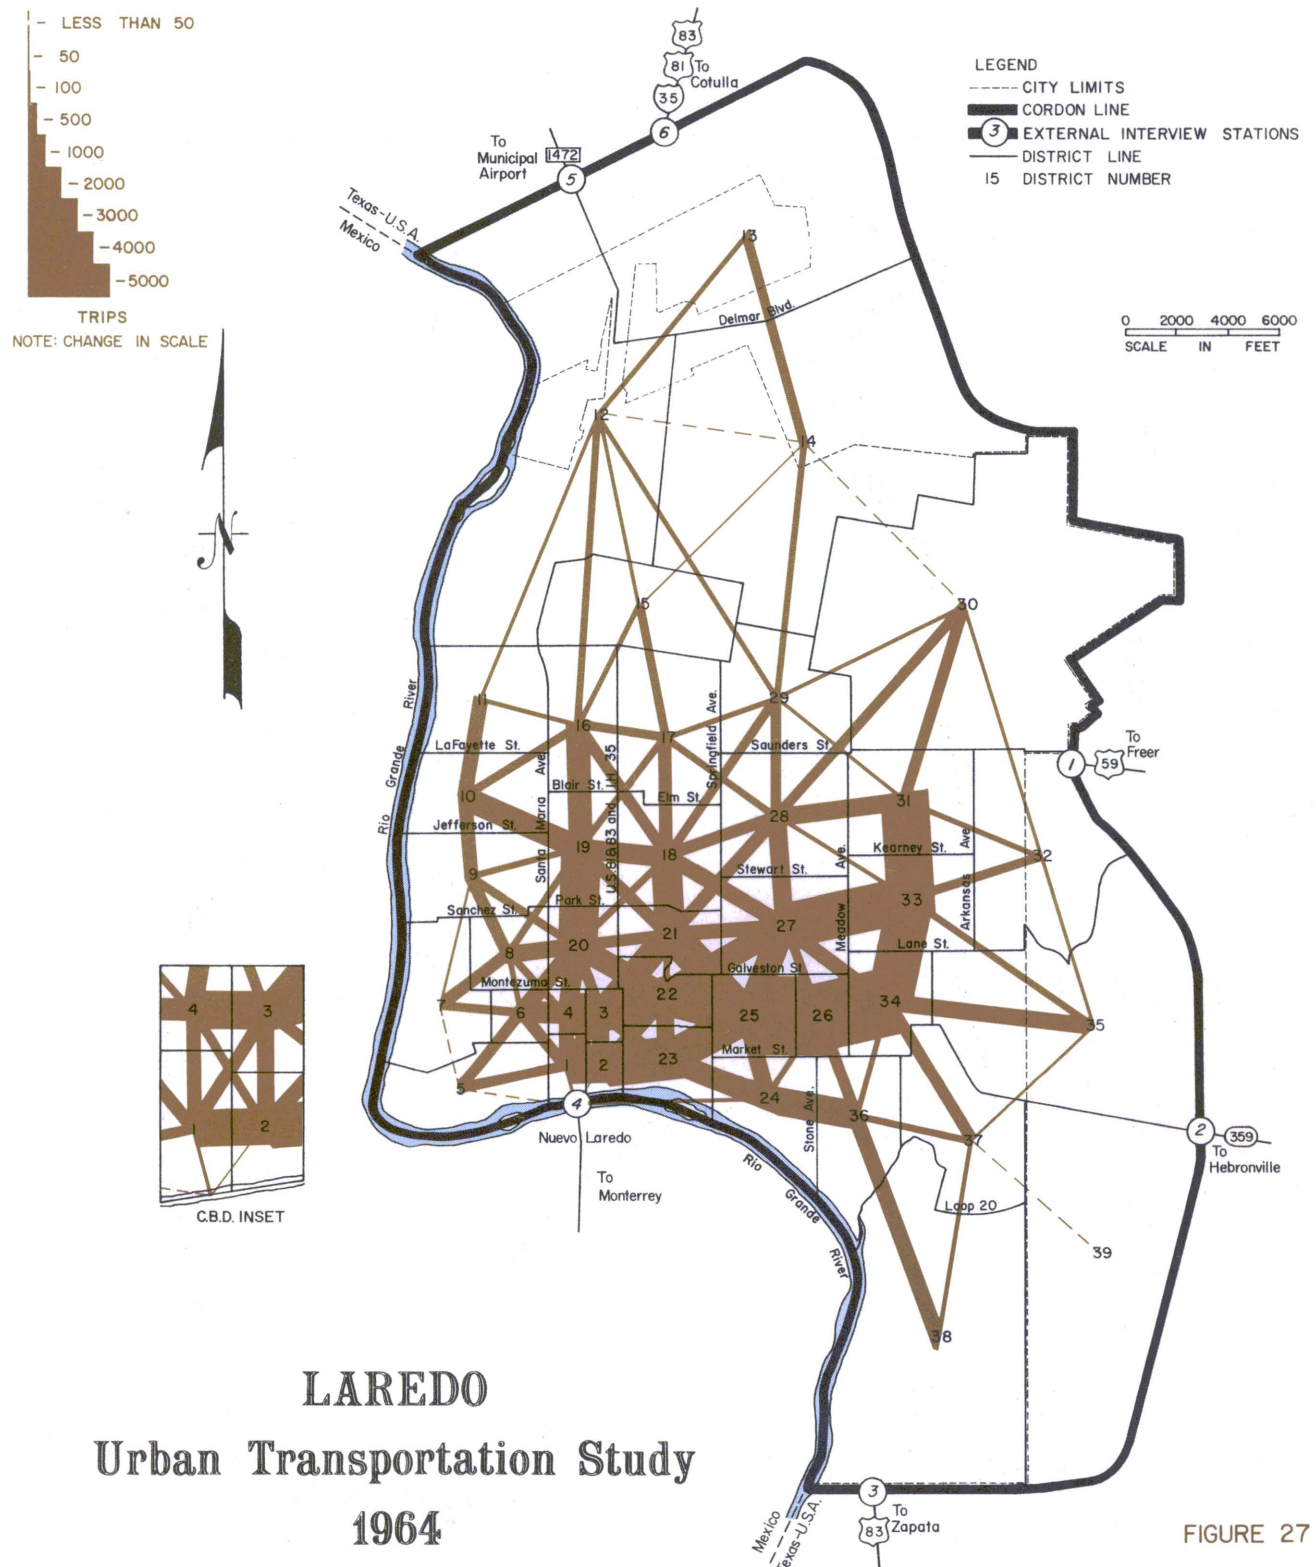 LESS THAN 50
50
100
500
1000
2000
3000
4000
5000
TRIPS
NOTE: CHANGE IN SCALE
83
81
35
To
Cotulla
6
To
Municipal
Airport
1472
5
Texas-U.S.A.
Mexico
LEGEND
CITY LIMITS
CORDON LINE
3 EXTERNAL INTERVIEW STATIONS
DISTRICT LINE
15 DISTRICT NUMBER
0 2000 4000 6000
SCALE IN FEET
N
13
Delmar Blvd.
12
14
15
30
11
16
17
29
Rio Grande River
LaFayette St.
Saunders St.
Santa Maria Ave.
U.S. 81 & 83 and I.H. 35
Springfield Ave.
To
Freer
1
59
10
Blair St.
Elm St.
31
28
Jefferson St.
19
18
Kearney St.
32
9
Stewart St.
Meadow Ave.
Arkansas Ave.
33
Sanchez St.
Park St.
8
20
21
27
Lane St.
Montezuma St.
Galveston St.
7
6
4
3
22
25
26
34
35
Market St.
5
1
2
23
24
Stone Ave.
36
37
4
Nuevo Laredo
To
Monterrey
Rio Grande River
2
359
To
Hebronville
Loop 20
39
38
4
3
1
2
C.B.D. INSET
LAREDO
Urban Transportation Study
1964
Mexico
Texas-U.S.A.
3
83
To
Zapata
FIGURE 27